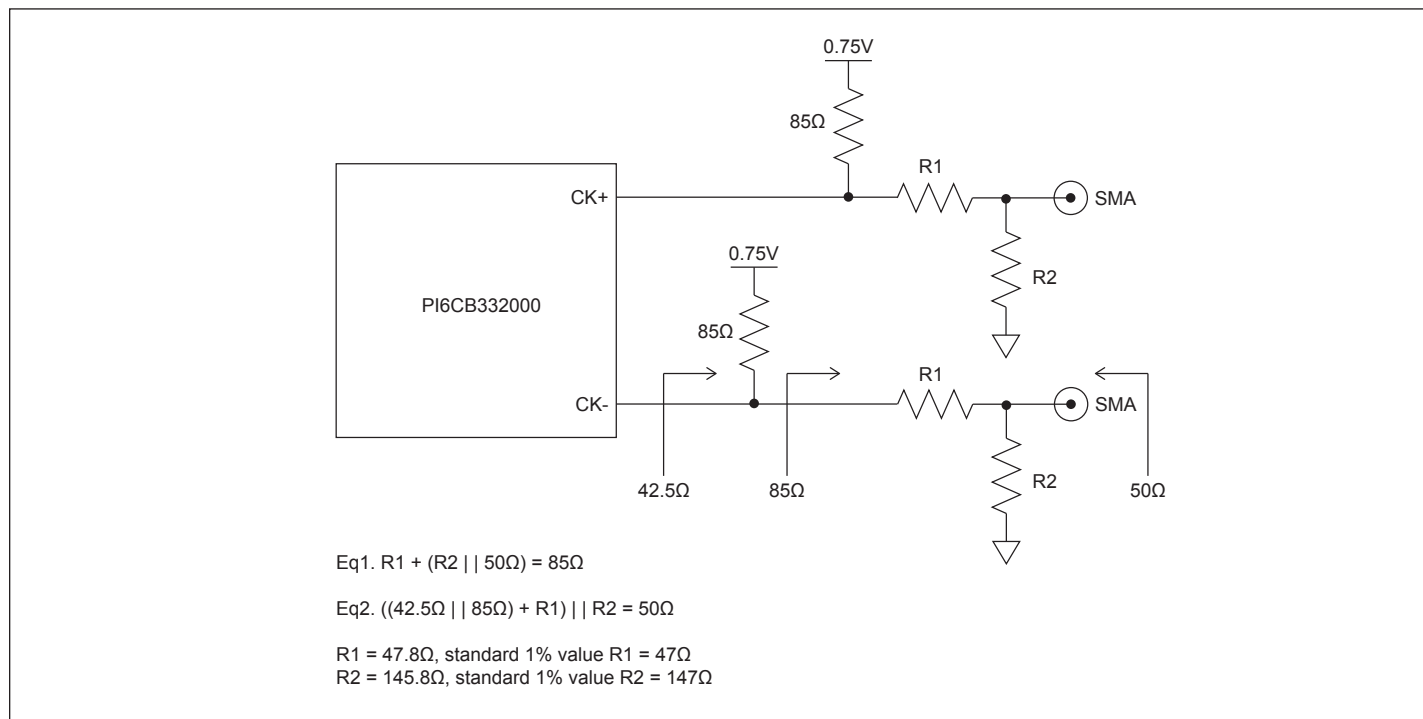 0.75V
85Ω
R1
CK+
SMA
R2
0.75V
PI6CB332000
85Ω
R1
CK-
SMA
R2
42.5Ω
85Ω
50Ω
Eq1. R1 + (R2 | | 50Ω) = 85Ω
Eq2. ((42.5Ω | | 85Ω) + R1) | | R2 = 50Ω
R1 = 47.8Ω, standard 1% value R1 = 47Ω
R2 = 145.8Ω, standard 1% value R2 = 147Ω